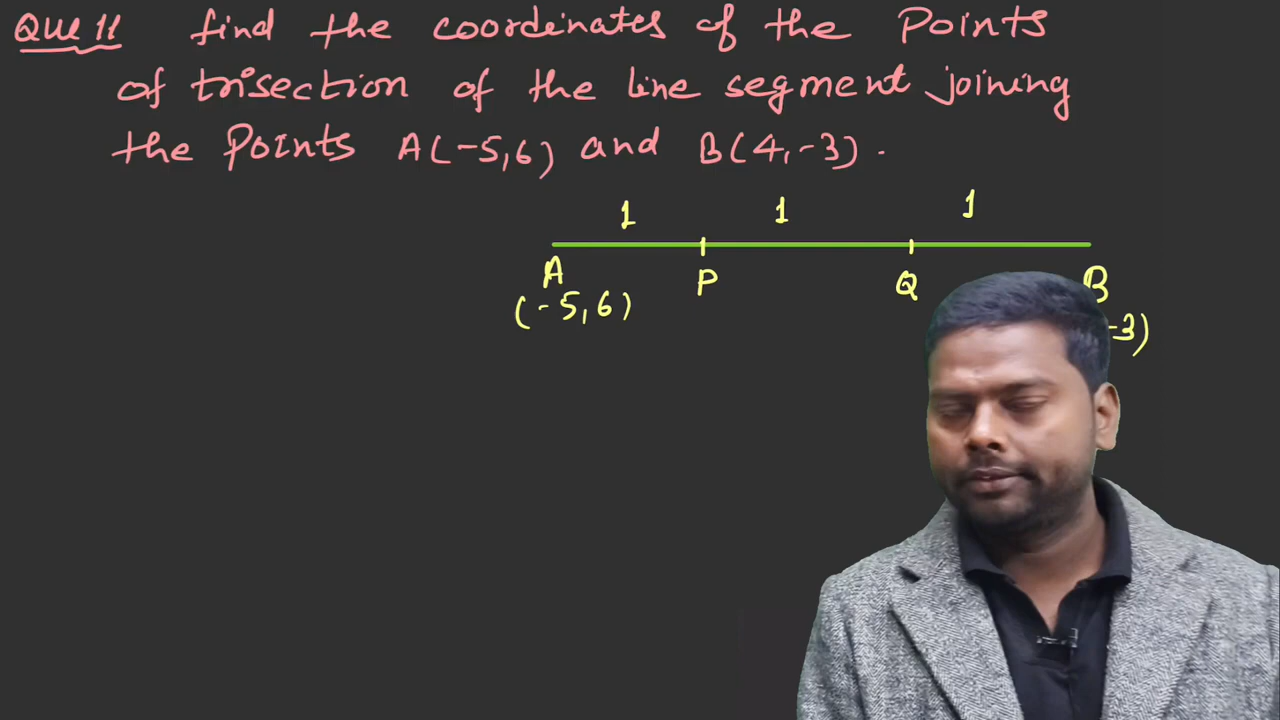 QUE 11 find the coordinates of the Points
of trisection of the line segment joining
the Points A(-5,6) and B(4,-3).
1 1 1
A P Q B
(-5,6) -3)